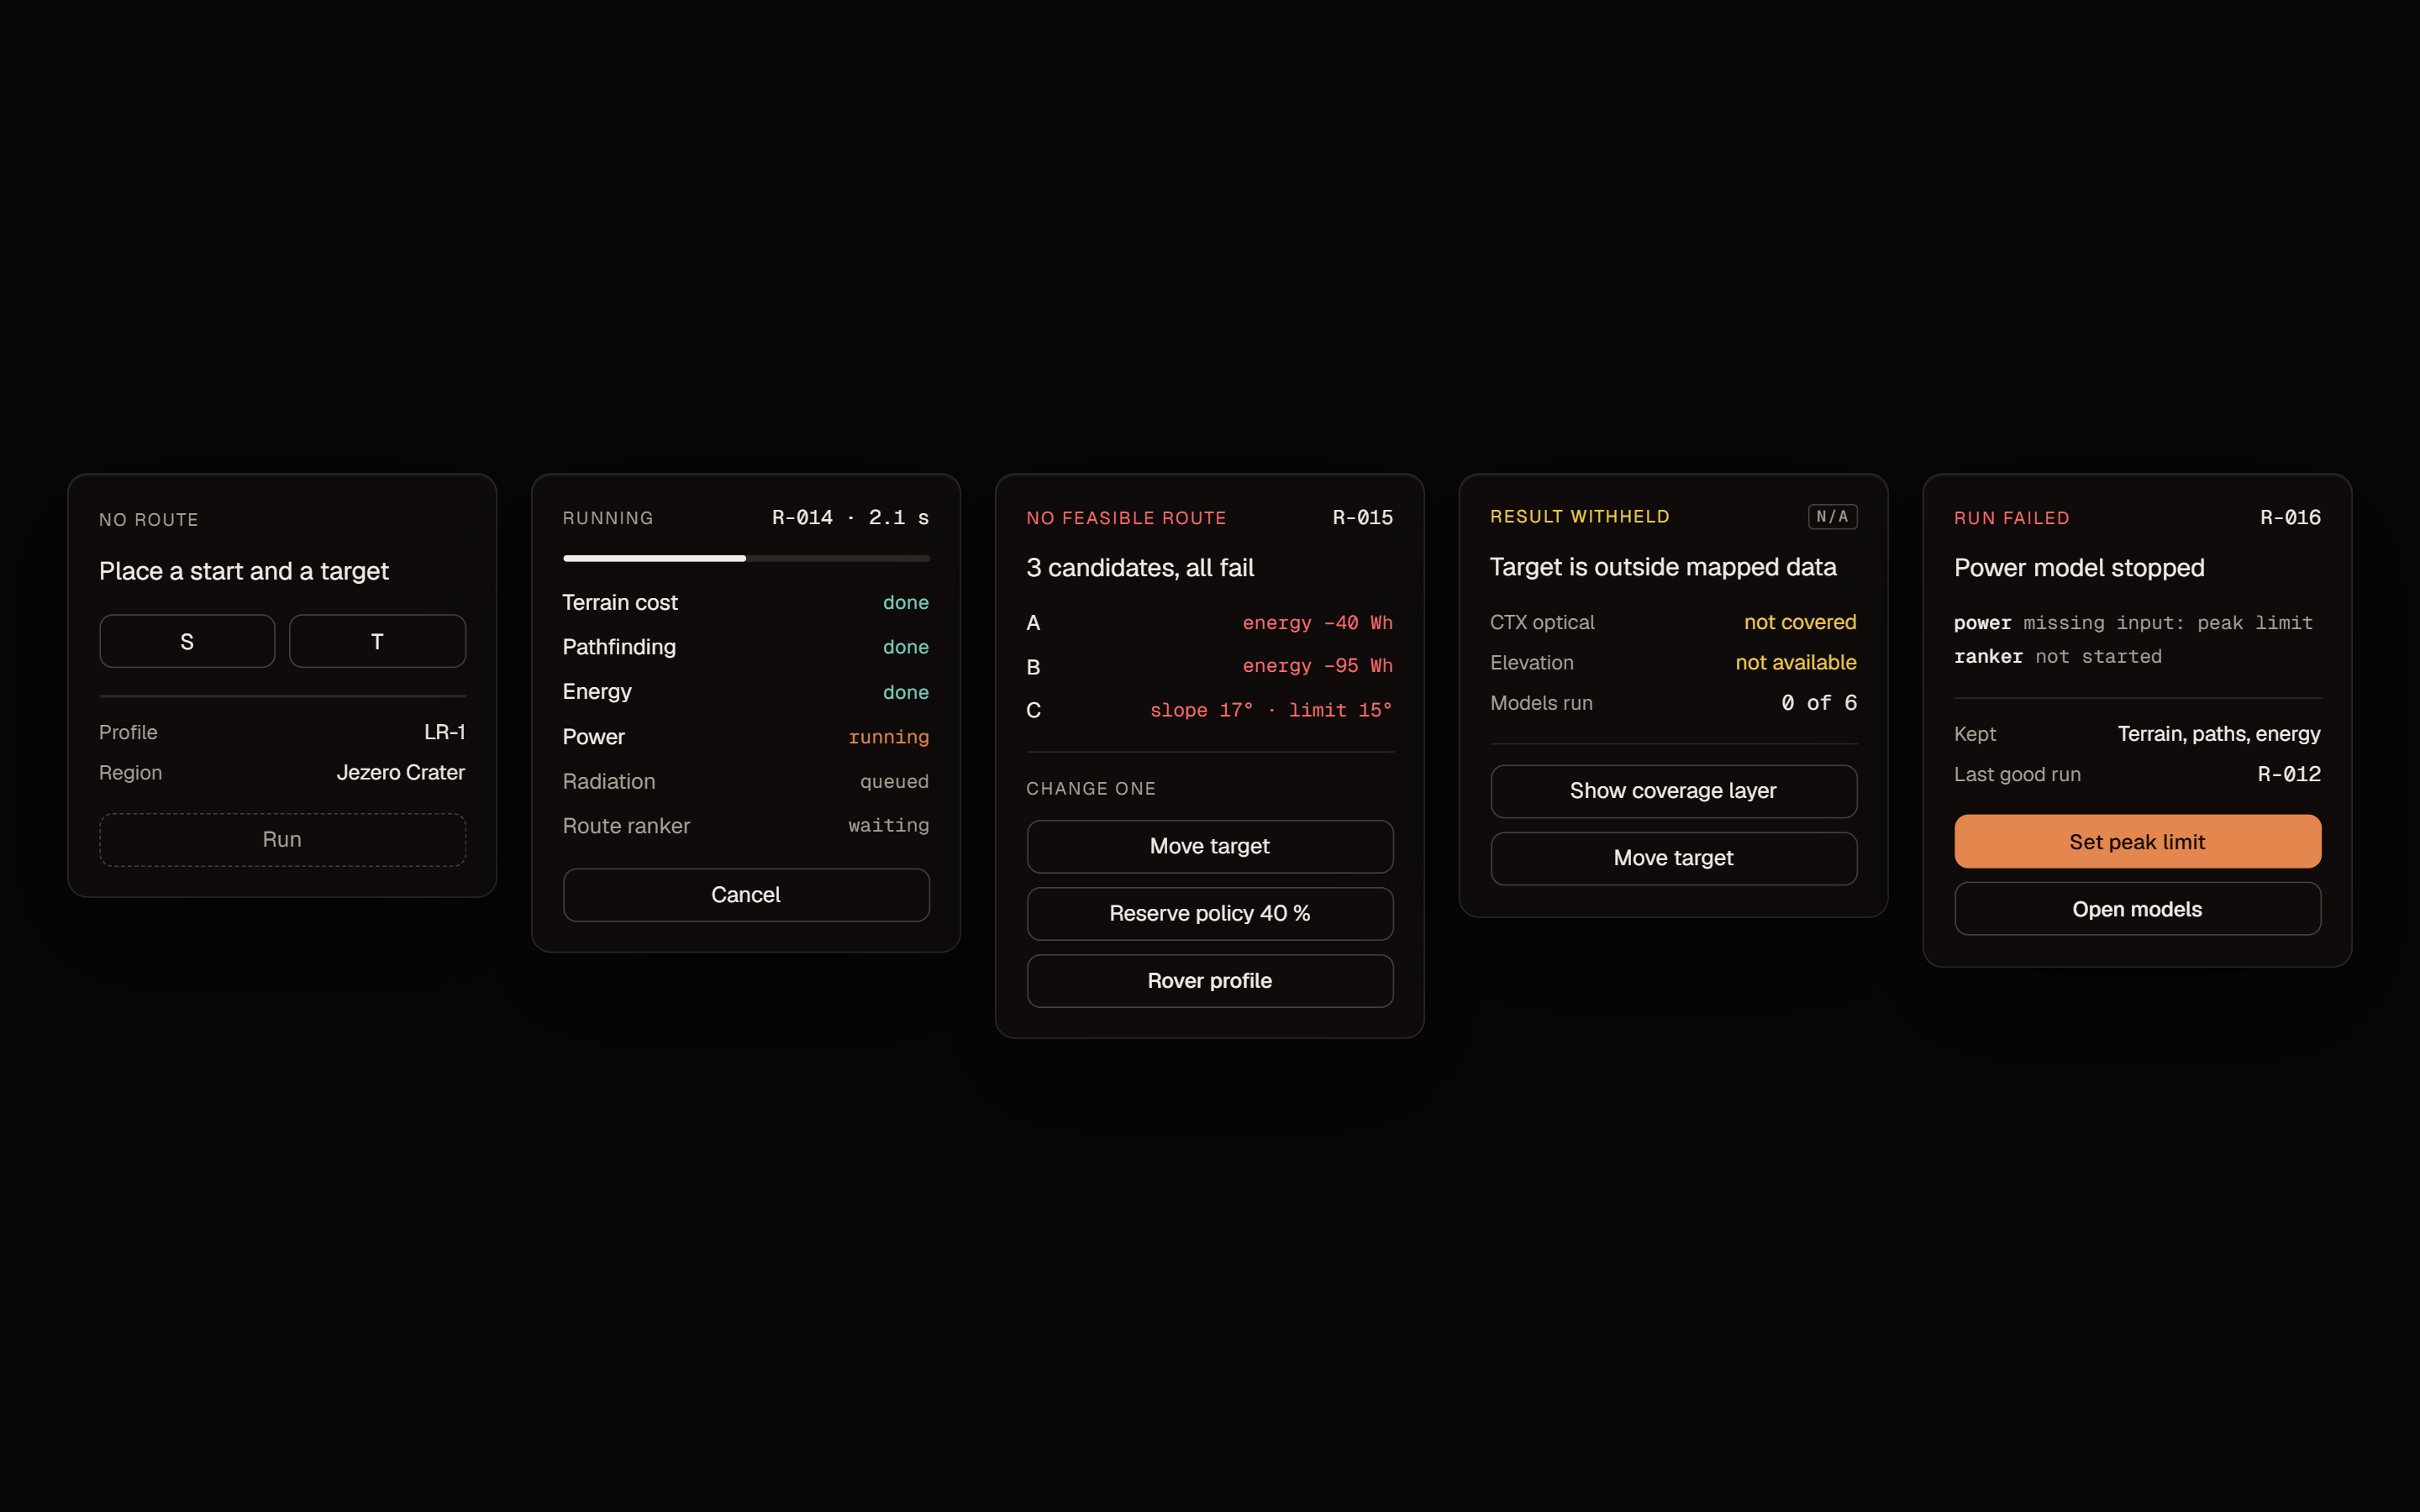 NO ROUTE
Place a start and a target
S T
Profile LR-1
Region Jezero Crater
Run
RUNNING R-014 · 2.1 s
Terrain cost done
Pathfinding done
Energy done
Power running
Radiation queued
Route ranker waiting
Cancel
NO FEASIBLE ROUTE R-015
3 candidates, all fail
A energy −40 Wh
B energy −95 Wh
C slope 17° · limit 15°
CHANGE ONE
Move target
Reserve policy 40 %
Rover profile
RESULT WITHHELD N/A
Target is outside mapped data
CTX optical not covered
Elevation not available
Models run 0 of 6
Show coverage layer
Move target
RUN FAILED R-016
Power model stopped
power missing input: peak limit
ranker not started
Kept Terrain, paths, energy
Last good run R-012
Set peak limit
Open models